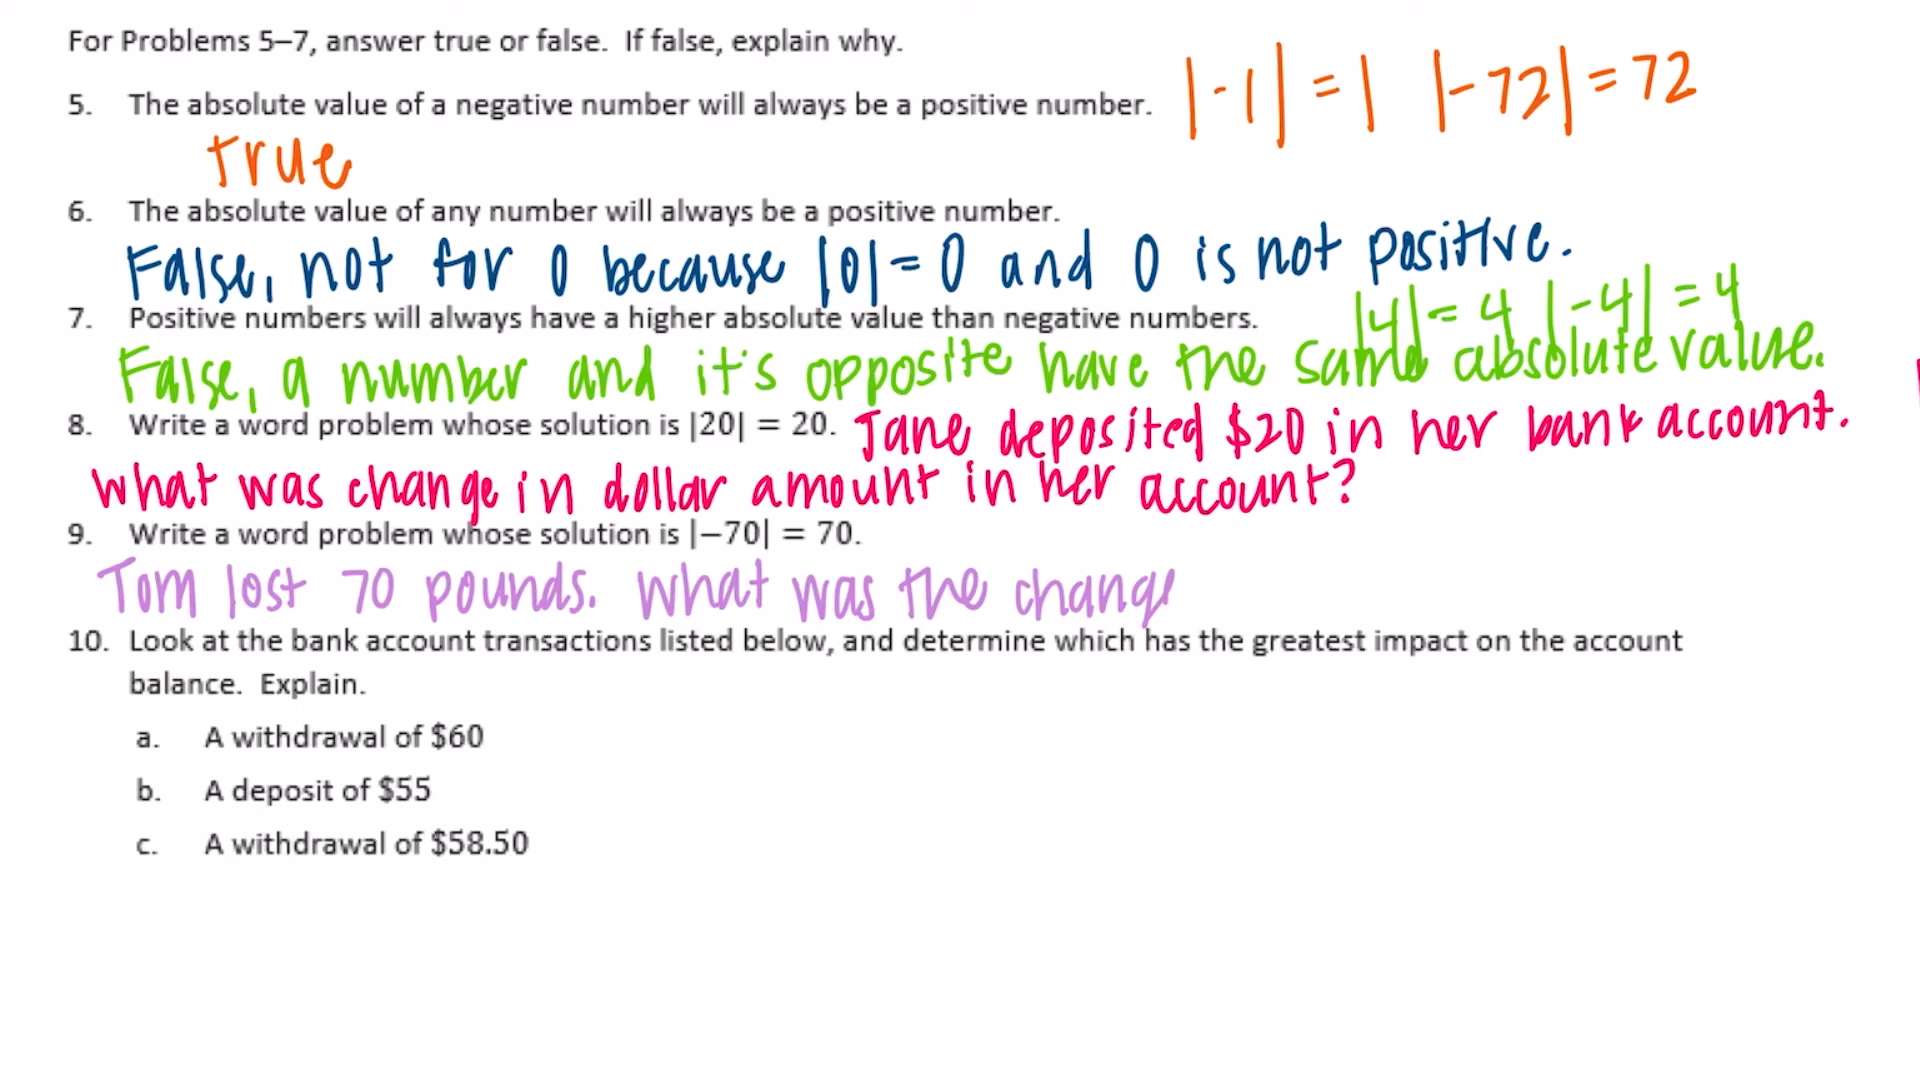 For Problems 5–7, answer true or false. If false, explain why.
5. The absolute value of a negative number will always be a positive number. |-1| = 1 |-72| = 72
true
6. The absolute value of any number will always be a positive number.
False, not for 0 because |0| = 0 and 0 is not positive.
7. Positive numbers will always have a higher absolute value than negative numbers. |4| = 4 |-4| = 4
False, a number and it's opposite have the same absolute value.
8. Write a word problem whose solution is |20| = 20. Jane deposited $20 in her bank account.
What was change in dollar amount in her account?
9. Write a word problem whose solution is |−70| = 70.
Tom lost 70 pounds. What was the change
10. Look at the bank account transactions listed below, and determine which has the greatest impact on the account
balance. Explain.
a. A withdrawal of $60
b. A deposit of $55
c. A withdrawal of $58.50